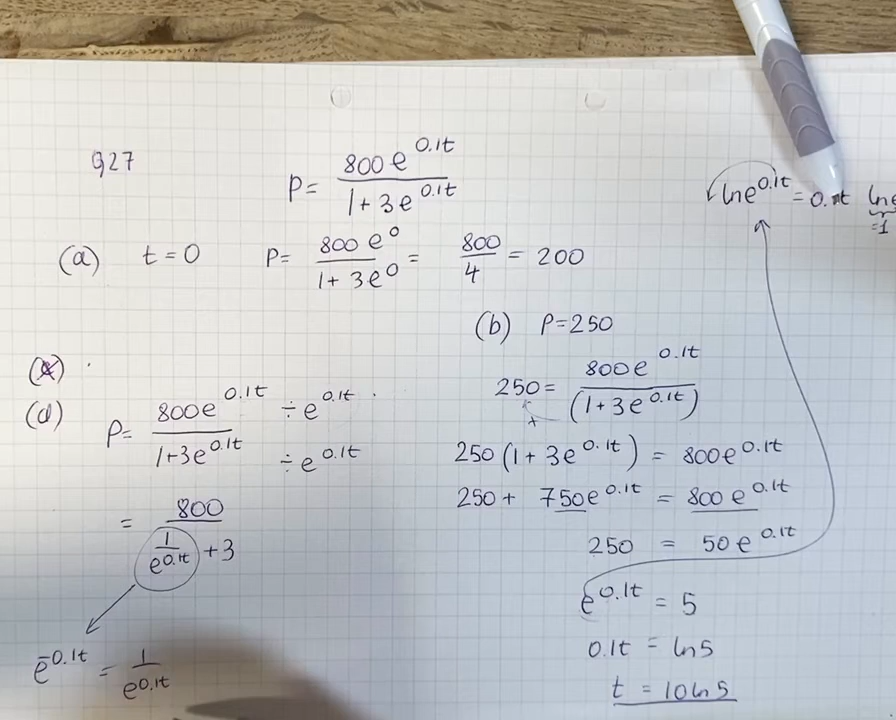 Q27
P = 800e^0.1t / 1 + 3e^0.1t
ln e^0.1t = 0.1t ln e
= 1
(a) t = 0 P = 800 e^0 / 1 + 3e^0 = 800 / 4 = 200
(b) P = 250
250 = 800e^0.1t / (1 + 3e^0.1t)
250 (1 + 3e^0.1t) = 800e^0.1t
250 + 750e^0.1t = 800e^0.1t
250 = 50e^0.1t
e^0.1t = 5
0.1t = ln5
t = 10ln5
(d)
P = 800e^0.1t / 1+3e^0.1t ÷ e^0.1t ÷ e^0.1t
= 800 / 1/e^0.1t + 3
e^-0.1t = 1 / e^0.1t